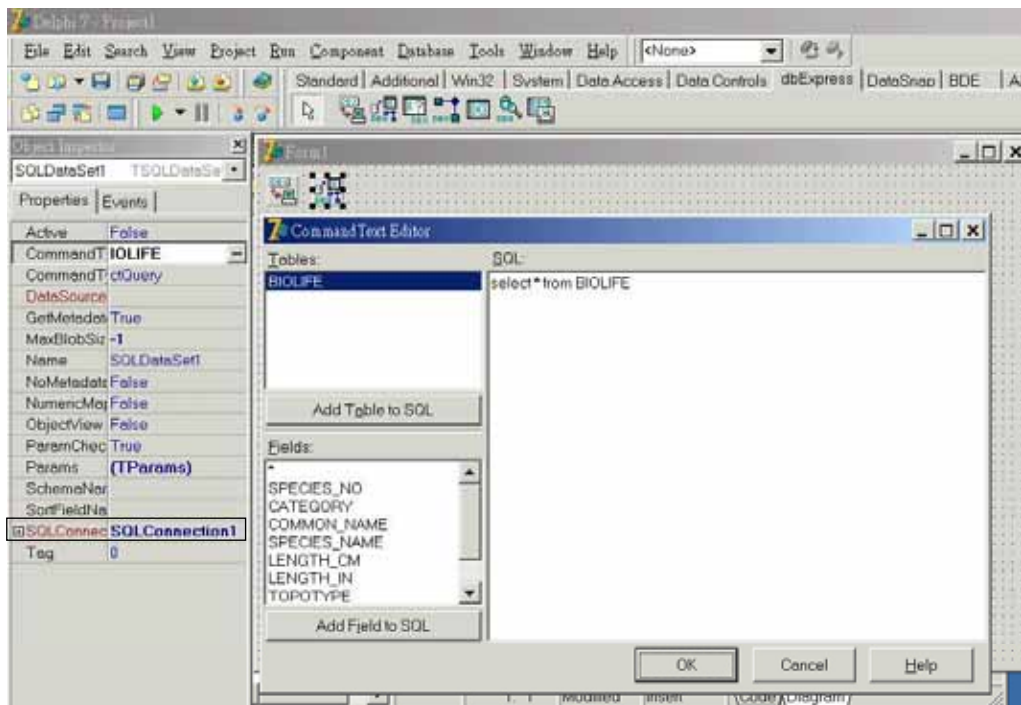 Delphi 7 - Project1
File Edit Search View Project Run Component Database Tools Window Help <None>
Standard Additional Win32 System Data Access Data Controls dbExpress DataSnap BDE A
Object Inspector
SQLDataSet1 TSQLDataSe
Properties Events
Active False
CommandT IOLIFE
CommandT ctQuery
DataSource
GetMetadat True
MaxBlobSiz -1
Name SQLDataSet1
NoMetadata False
NumericMap False
ObjectView False
ParamChec True
Params (TParams)
SchemaNar
SortFieldNa
SQLConnec SQLConnection1
Tag 0
Form1
CommandText Editor
Tables:
BIOLIFE
Add Table to SQL
Fields:
*
SPECIES_NO
CATEGORY
COMMON_NAME
SPECIES_NAME
LENGTH_CM
LENGTH_IN
TOPOTYPE
Add Field to SQL
SQL:
select * from BIOLIFE
OK Cancel Help
1: 1 Modified Insert Code Diagram